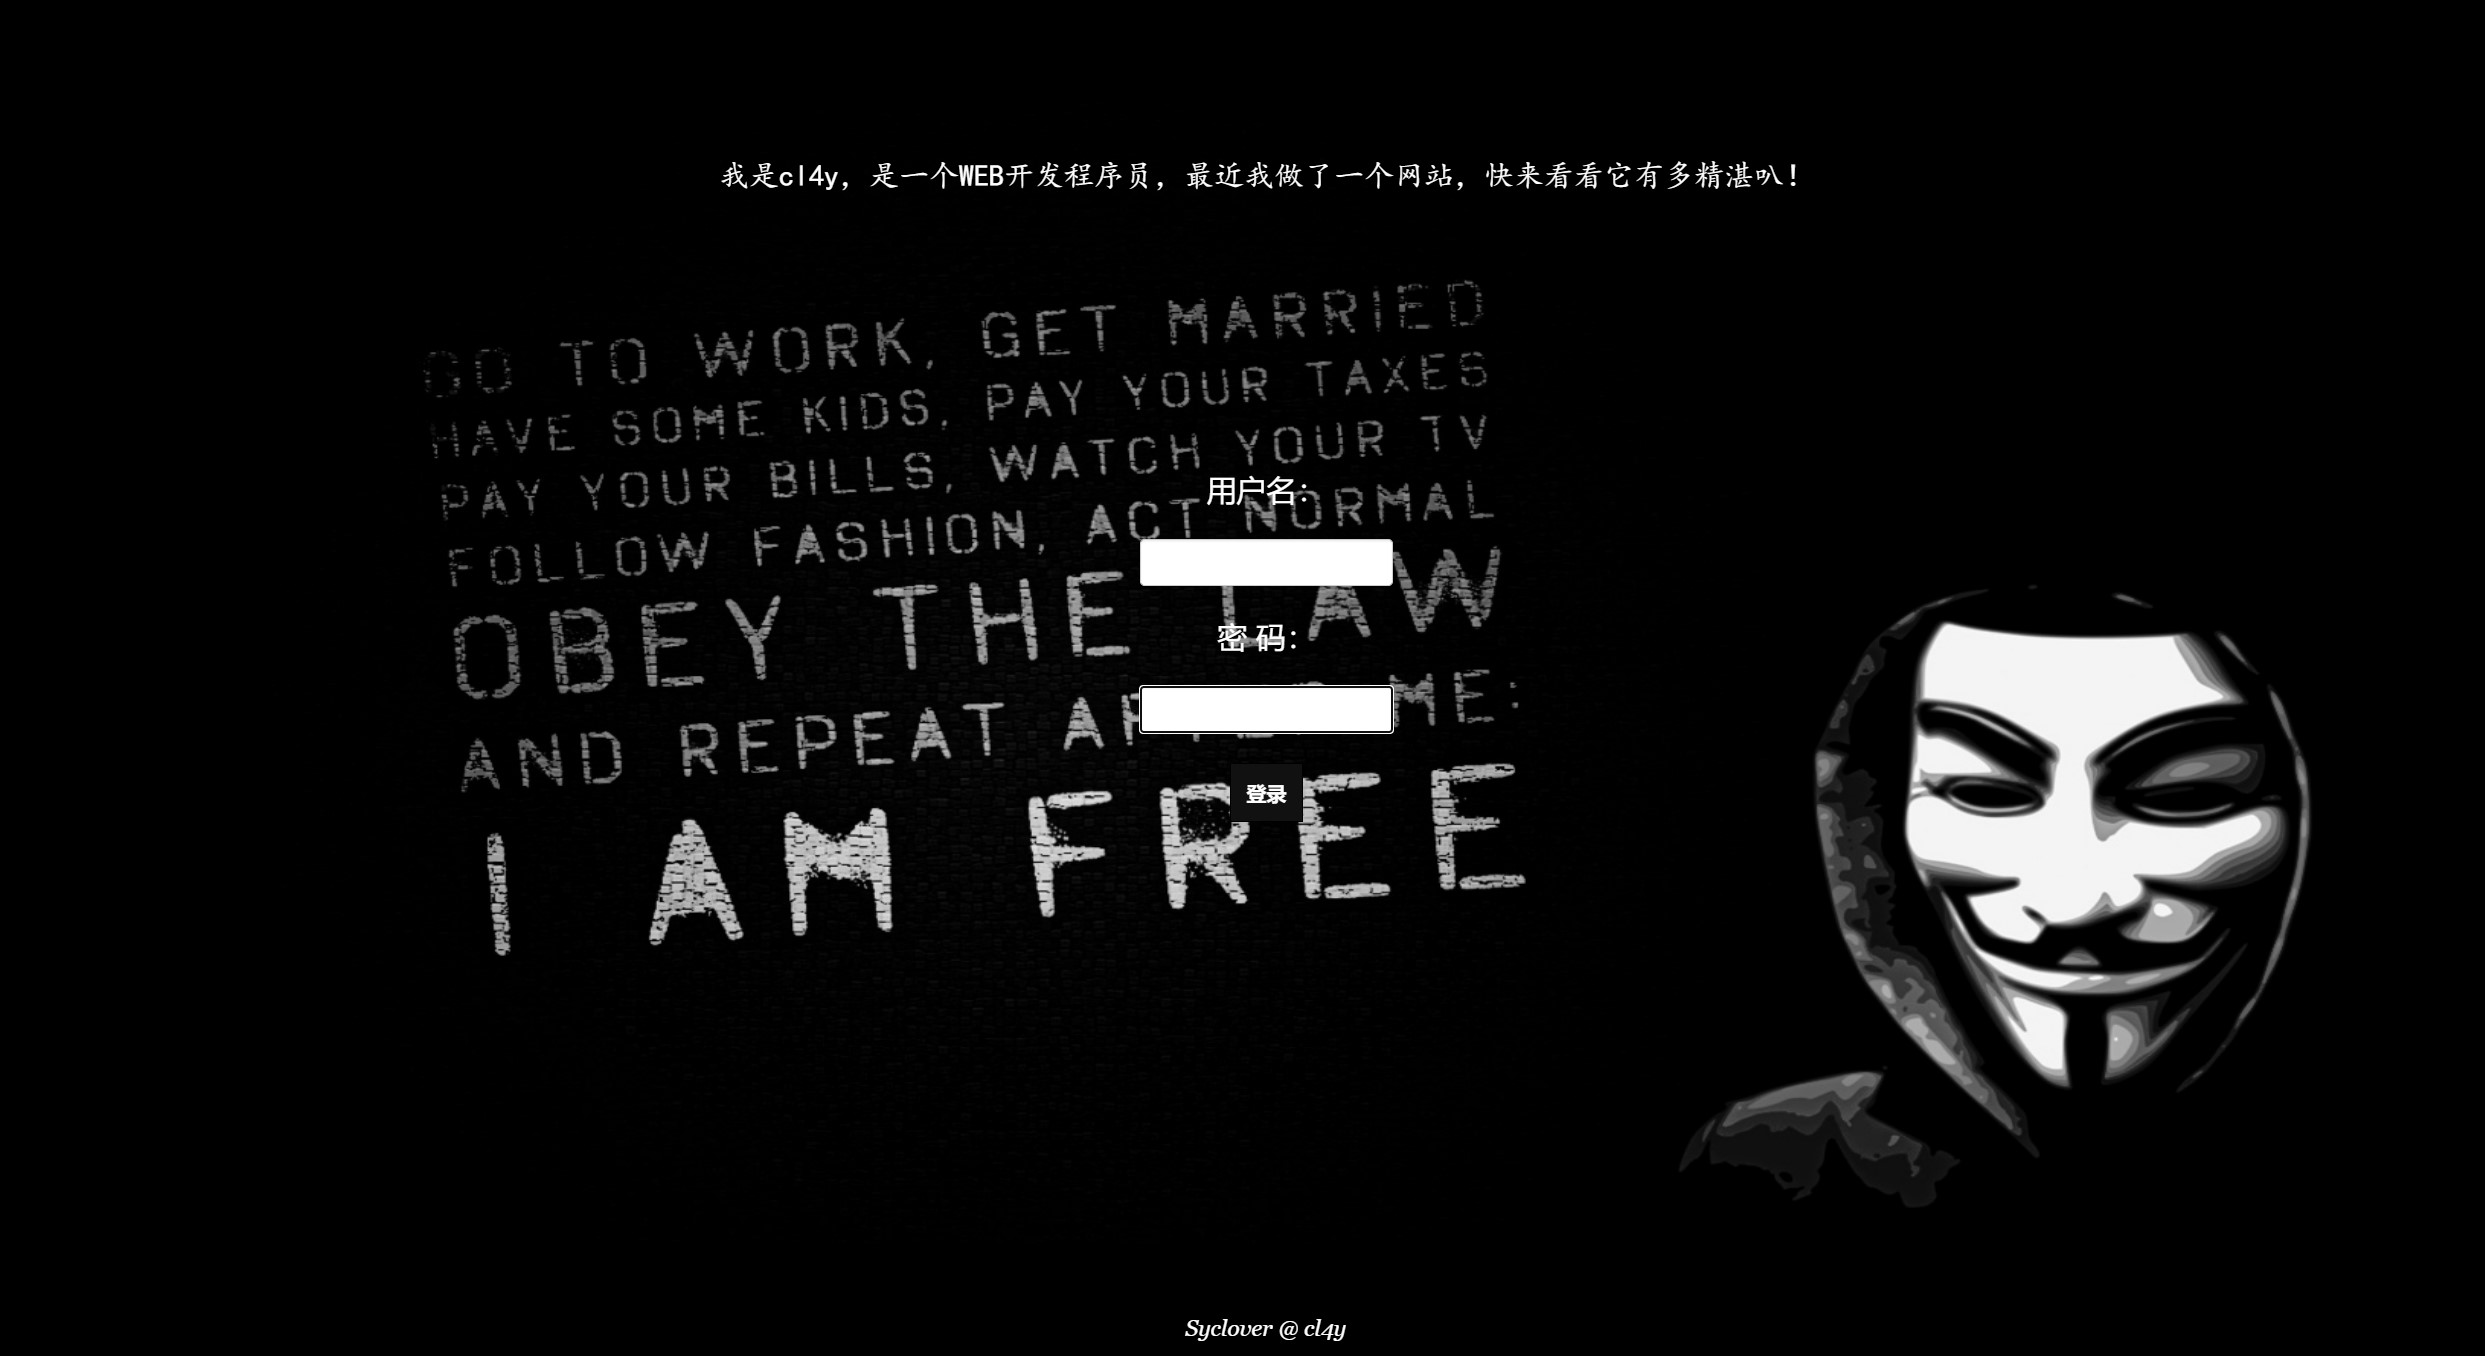 我是cl4y，是一个WEB开发程序员，最近我做了一个网站，快来看看它有多精湛叭！
GO TO WORK, GET MARRIED
HAVE SOME KIDS, PAY YOUR TAXES
PAY YOUR BILLS, WATCH YOUR TV
FOLLOW FASHION, ACT NORMAL
OBEY THE LAW
AND REPEAT AFTER ME:
I AM FREE
用户名：
密 码：
登录
Syclover @ cl4y